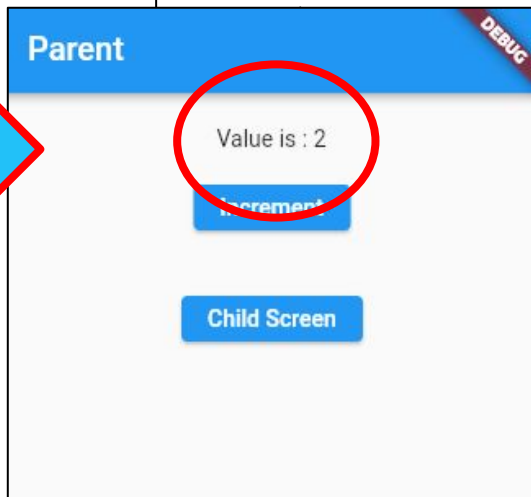 Parent
DEBUG
Value is : 2
Increment
Child Screen